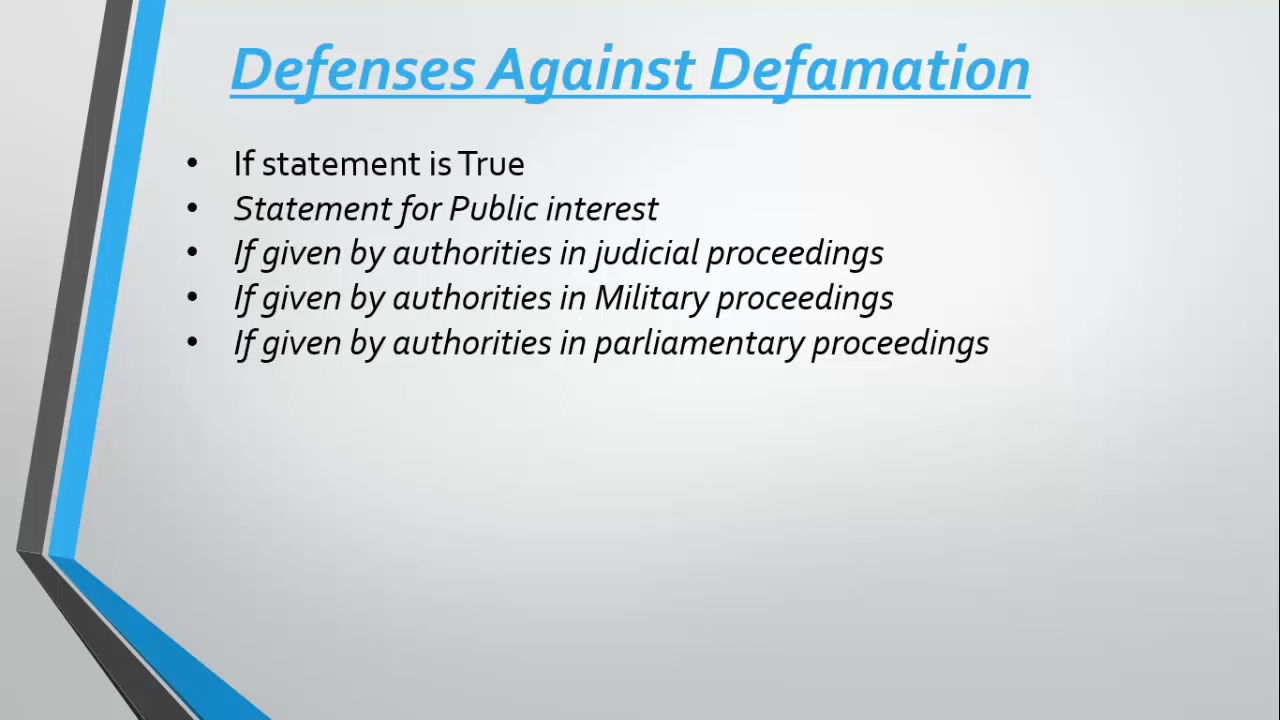 Defenses Against Defamation
• If statement is True
• Statement for Public interest
• If given by authorities in judicial proceedings
• If given by authorities in Military proceedings
• If given by authorities in parliamentary proceedings